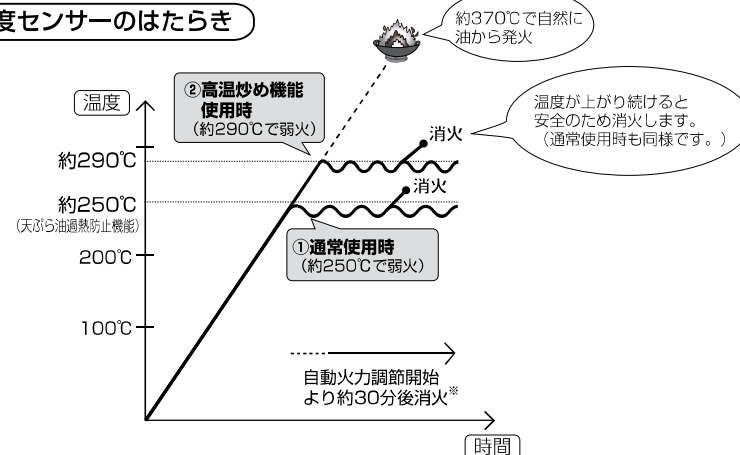 度センサーのはたらき
約370℃で自然に
油から発火
温度
②高温炒め機能
使用時
（約290℃で弱火）
温度が上がり続けると
安全のため消火します。
（通常使用時も同様です。）
消火
約290℃
消火
約250℃
（天ぷら油過熱防止機能）
①通常使用時
（約250℃で弱火）
200℃
100℃
自動火力調節開始
より約30分後消火※
時間